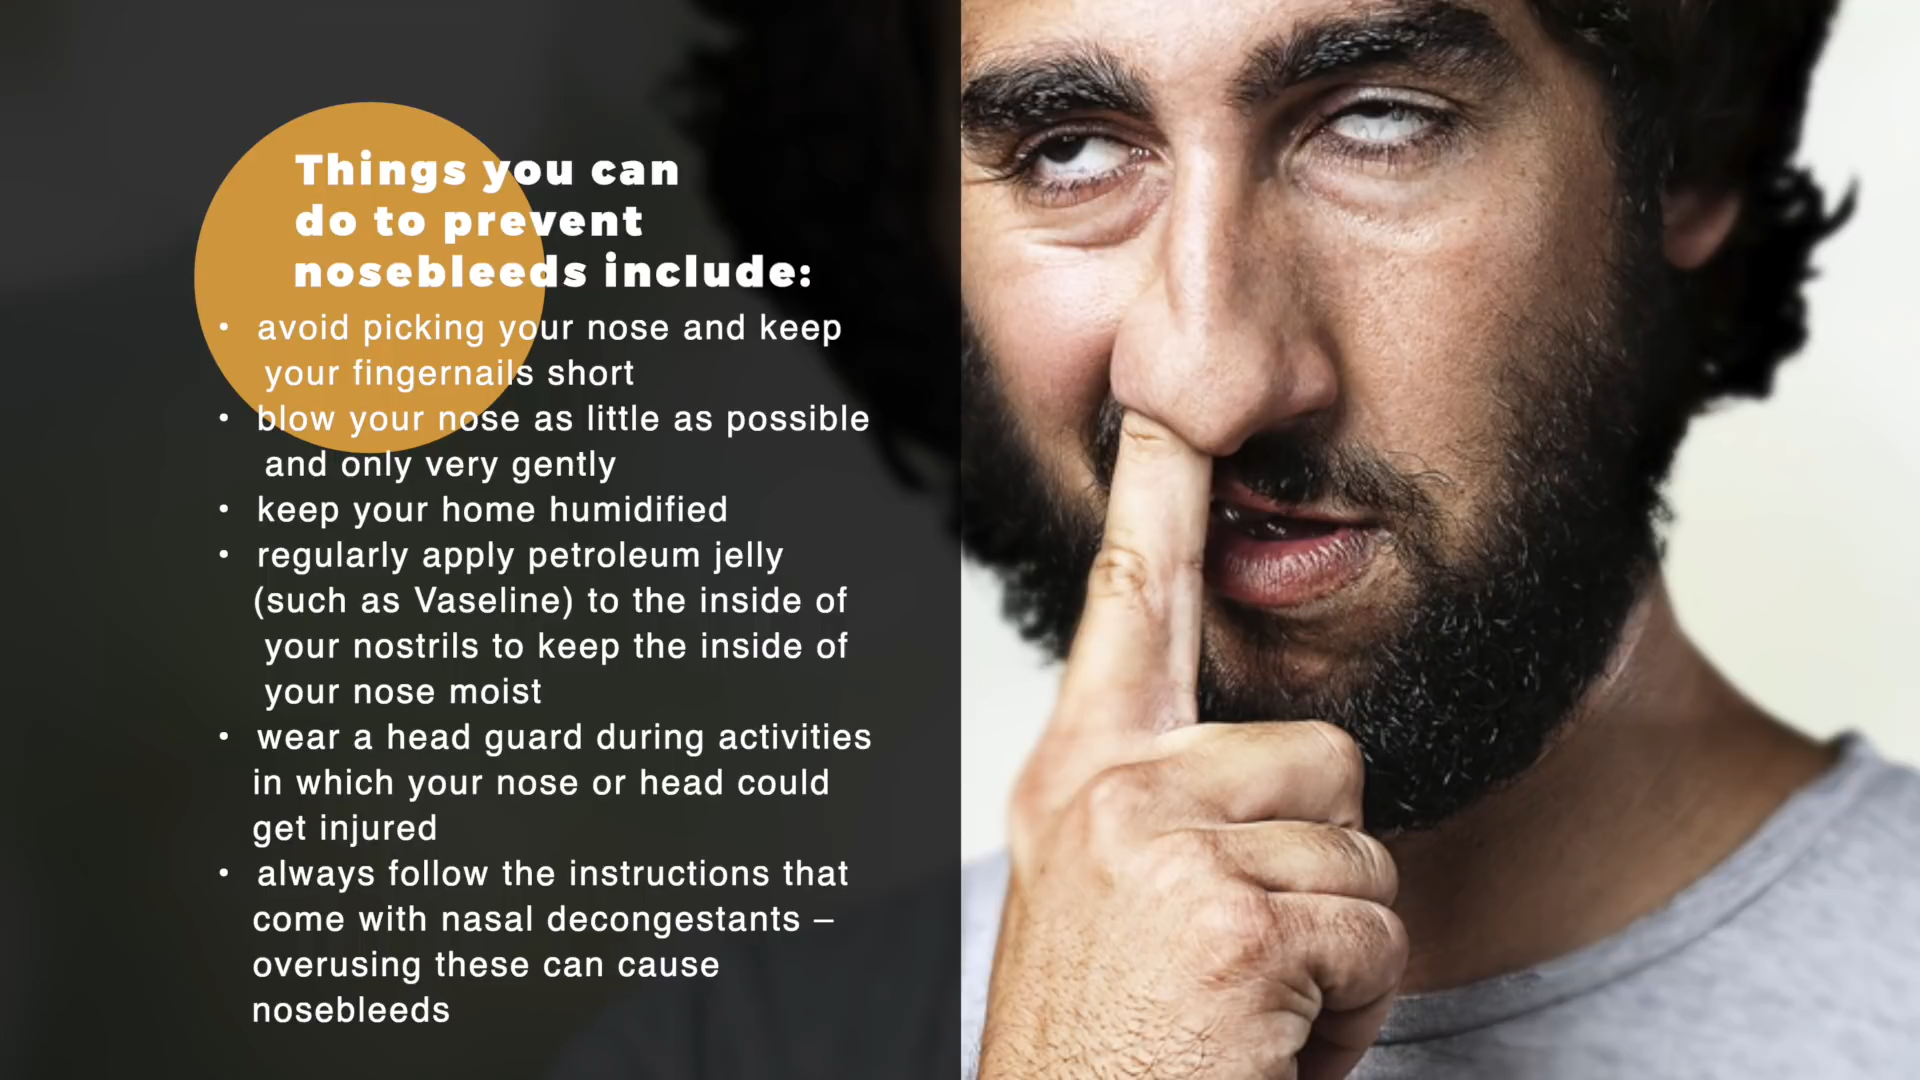 Things you can
do to prevent
nosebleeds include:
• avoid picking your nose and keep
your fingernails short
• blow your nose as little as possible
and only very gently
• keep your home humidified
• regularly apply petroleum jelly
(such as Vaseline) to the inside of
your nostrils to keep the inside of
your nose moist
• wear a head guard during activities
in which your nose or head could
get injured
• always follow the instructions that
come with nasal decongestants –
overusing these can cause
nosebleeds